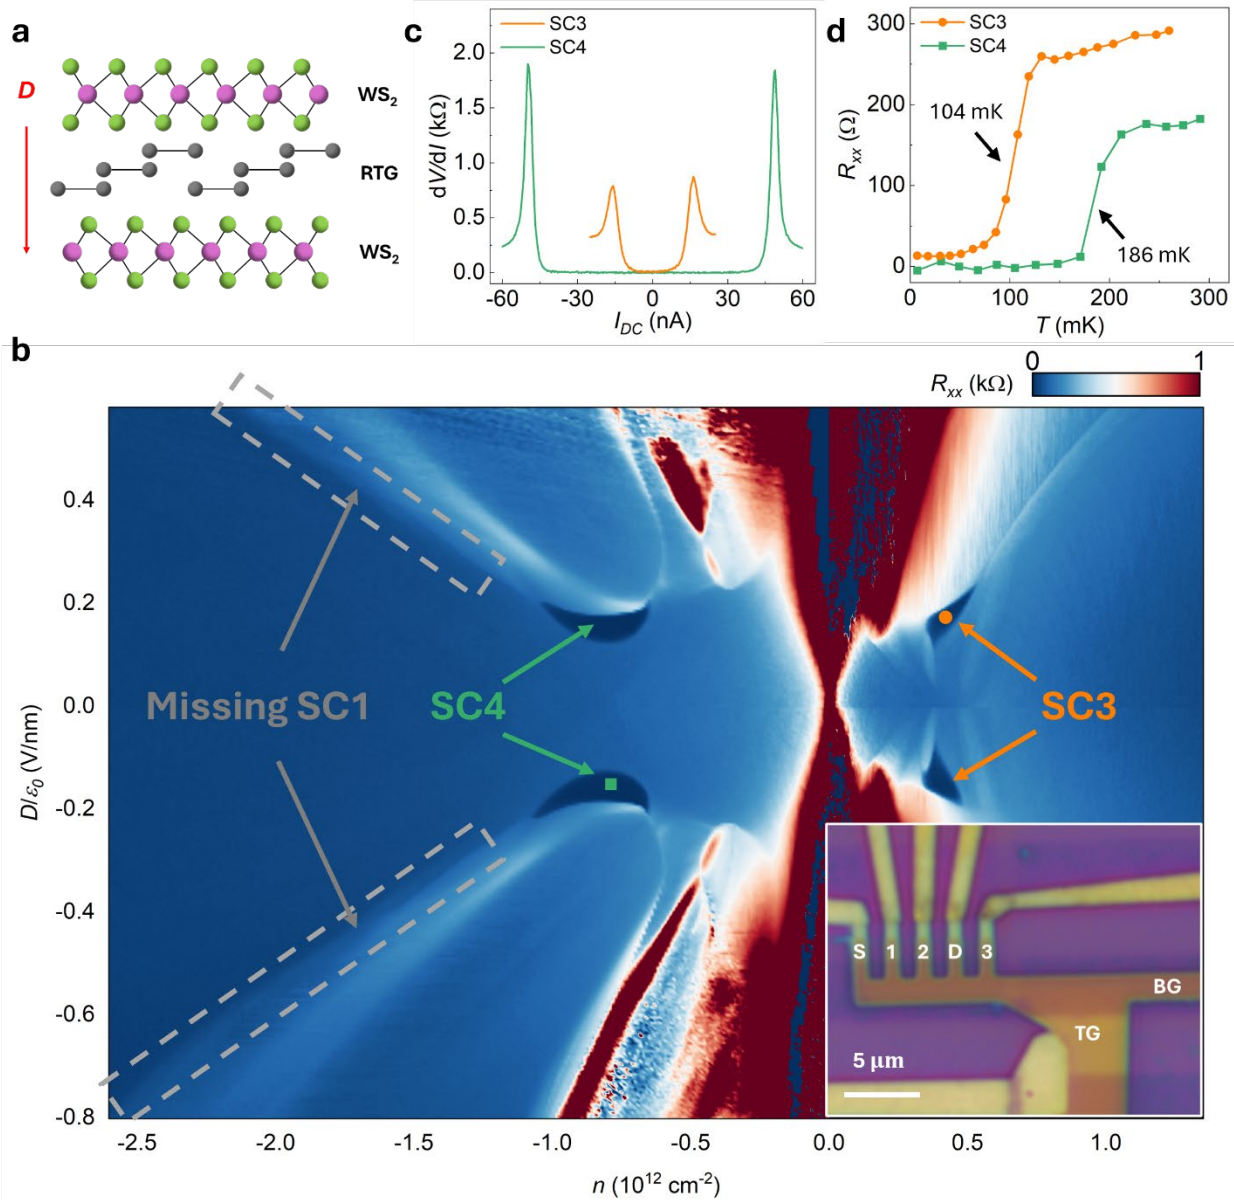 a
D
WS2
RTG
WS2
c
SC3
SC4
dV/dI (kΩ)
2.0
1.5
1.0
0.5
0.0
-60 -30 0 30 60
IDC (nA)
d
SC3
SC4
Rxx (Ω)
300
200
100
0
104 mK
186 mK
0 100 200 300
T (mK)
b
Rxx (kΩ)
0 1
D/ε0 (V/nm)
0.4
0.2
0.0
-0.2
-0.4
-0.6
-0.8
Missing SC1
SC4
SC3
S 1 2 D 3
BG
TG
5 μm
-2.5 -2.0 -1.5 -1.0 -0.5 0.0 0.5 1.0
n (10^12 cm^-2)